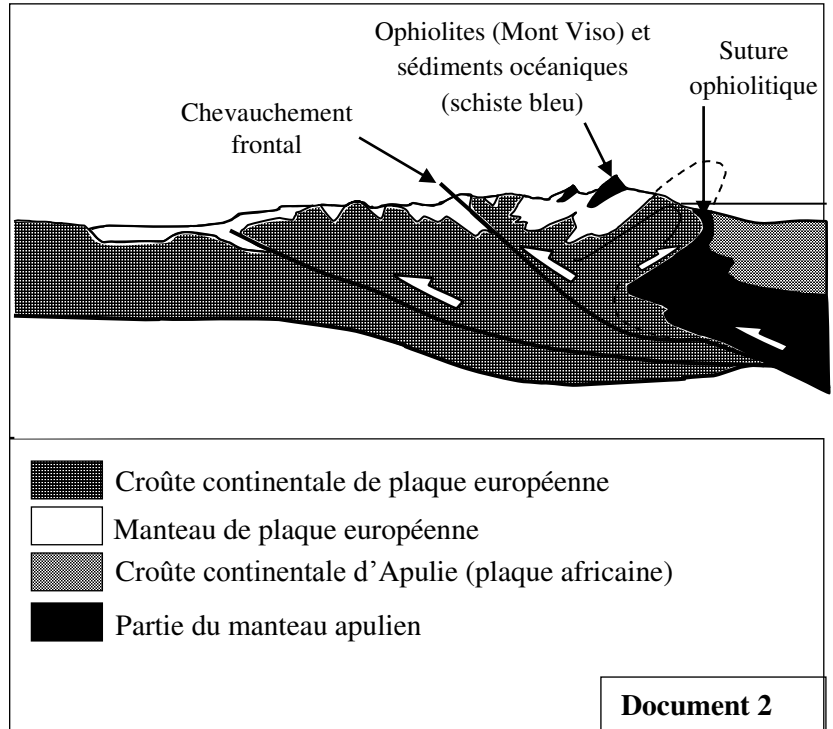 Ophiolites (Mont Viso) et
sédiments océaniques
(schiste bleu)
Suture
ophiolitique
Chevauchement
frontal
Croûte continentale de plaque européenne
Manteau de plaque européenne
Croûte continentale d’Apulie (plaque africaine)
Partie du manteau apulien
Document 2